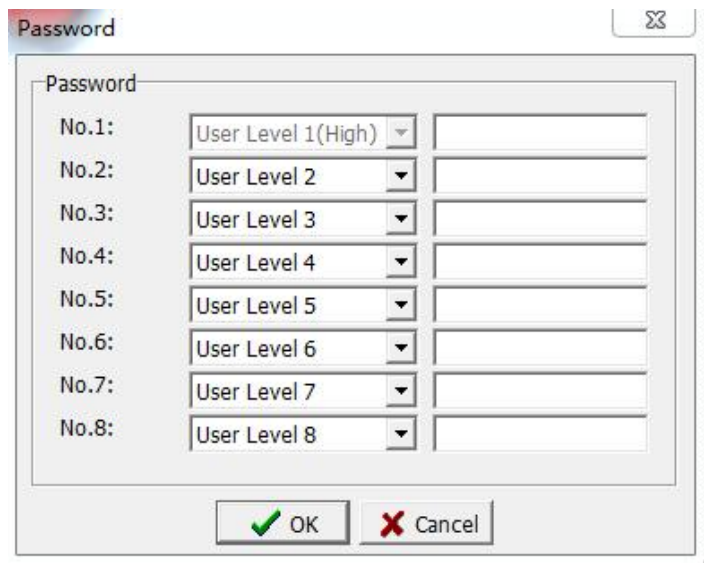 Password
Password
No.1: User Level 1(High)
No.2: User Level 2
No.3: User Level 3
No.4: User Level 4
No.5: User Level 5
No.6: User Level 6
No.7: User Level 7
No.8: User Level 8
OK Cancel